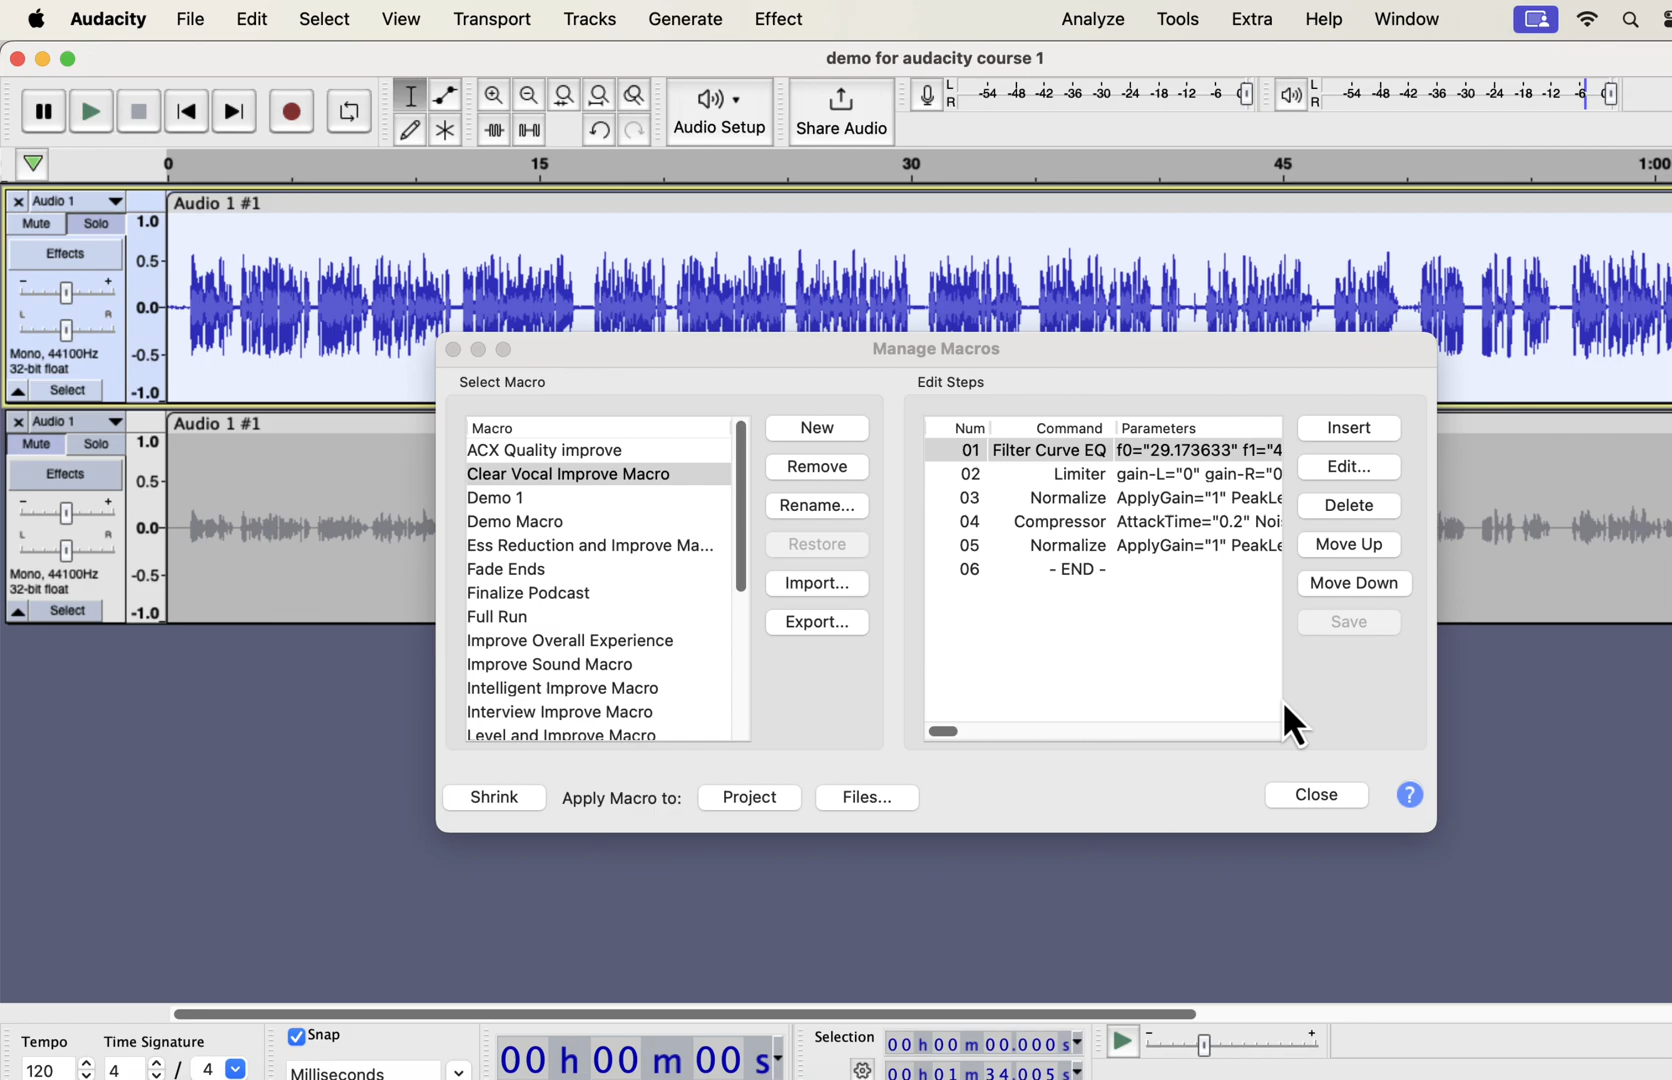 Audacity File Edit Select View Transport Tracks Generate Effect Analyze Tools Extra Help Window
demo for audacity course 1
Audio Setup
Share Audio
L
R
-54 -48 -42 -36 -30 -24 -18 -12 -6 0
L
R
-54 -48 -42 -36 -30 -24 -18 -12 -6 0
0 15 30 45 1:00
Audio 1
Mute Solo
Effects
- +
L R
Mono, 44100Hz
32-bit float
Select
1.0
0.5
0.0
-0.5
-1.0
Audio 1 #1
Audio 1
Mute Solo
Effects
- +
L R
Mono, 44100Hz
32-bit float
Select
1.0
0.5
0.0
-0.5
-1.0
Audio 1 #1
Manage Macros
Select Macro
Macro
ACX Quality improve
Clear Vocal Improve Macro
Demo 1
Demo Macro
Ess Reduction and Improve Ma...
Fade Ends
Finalize Podcast
Full Run
Improve Overall Experience
Improve Sound Macro
Intelligent Improve Macro
Interview Improve Macro
Level and Improve Macro
New
Remove
Rename...
Restore
Import...
Export...
Edit Steps
Num Command Parameters
01 Filter Curve EQ f0="29.173633" f1="4
02 Limiter gain-L="0" gain-R="0
03 Normalize ApplyGain="1" PeakLe
04 Compressor AttackTime="0.2" Noi
05 Normalize ApplyGain="1" PeakLe
06 - END -
Insert
Edit...
Delete
Move Up
Move Down
Save
Shrink Apply Macro to: Project Files... Close ?
Tempo
120
Time Signature
4 / 4
Snap
Milliseconds
00 h 00 m 00 s
Selection
00 h 00 m 00.000 s
00 h 01 m 34.005 s
- +